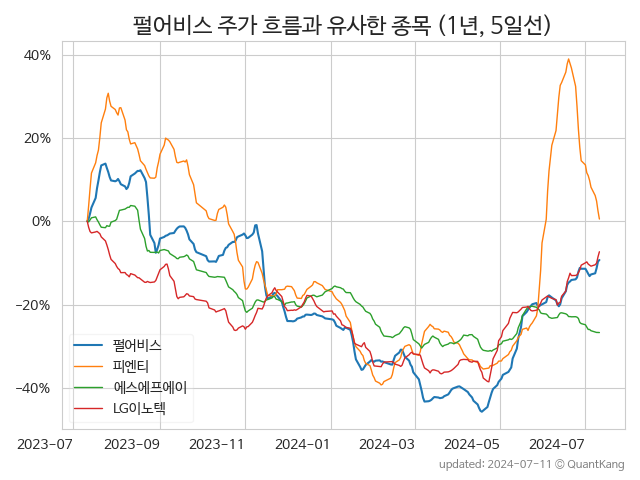 펄어비스 주가 흐름과 유사한 종목 (1년, 5일선)
40%
20%
0%
−20%
−40%
펄어비스
피엔티
에스에프에이
LG이노텍
2023-07 2023-09 2023-11 2024-01 2024-03 2024-05 2024-07
updated: 2024-07-11 © QuantKang